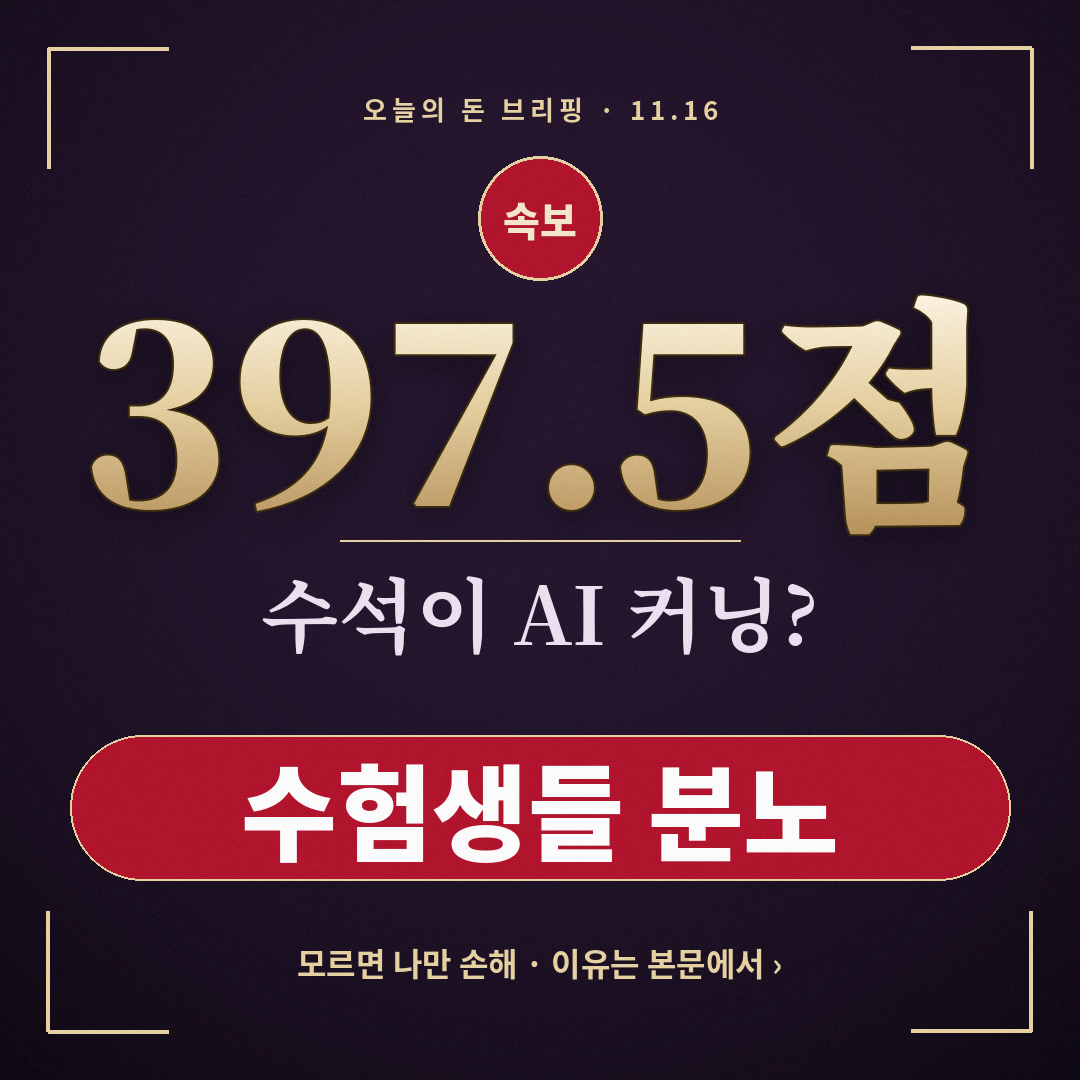 오늘의 돈 브리핑 · 11.16
속보
397.5점
수석이 AI 커닝?
수험생들 분노
모르면 나만 손해 · 이유는 본문에서 ›